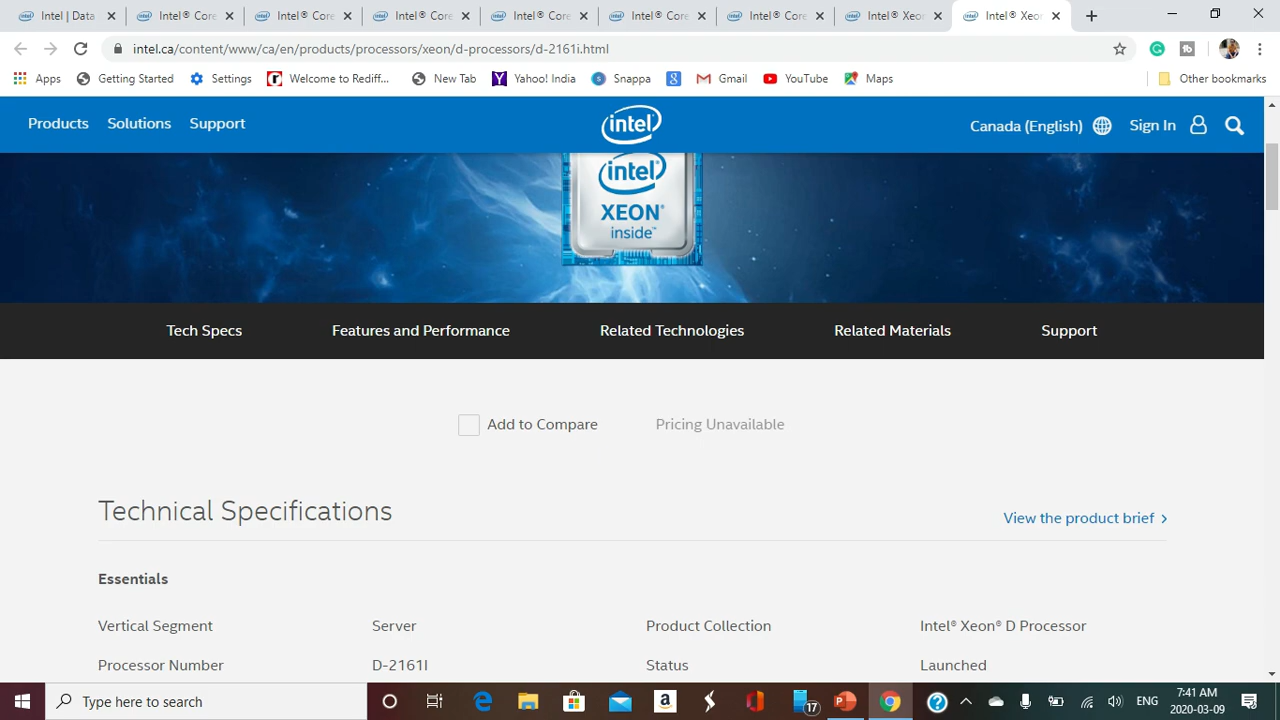 Intel | Data
Intel® Core
Intel® Core
Intel® Core
Intel® Core
Intel® Core
Intel® Core
Intel® Xeo
Intel® Xeo
intel.ca/content/www/ca/en/products/processors/xeon/d-processors/d-2161i.html
Apps Getting Started Settings Welcome to Rediff... New Tab Yahoo! India Snappa Gmail YouTube Maps Other bookmarks
Products Solutions Support intel Canada (English) Sign In
intel®
XEON®
inside™
Tech Specs Features and Performance Related Technologies Related Materials Support
Add to Compare Pricing Unavailable
Technical Specifications View the product brief
Essentials
Vertical Segment Server Product Collection Intel® Xeon® D Processor
Processor Number D-2161I Status Launched
Type here to search 17 ENG 7:41 AM
2020-03-09